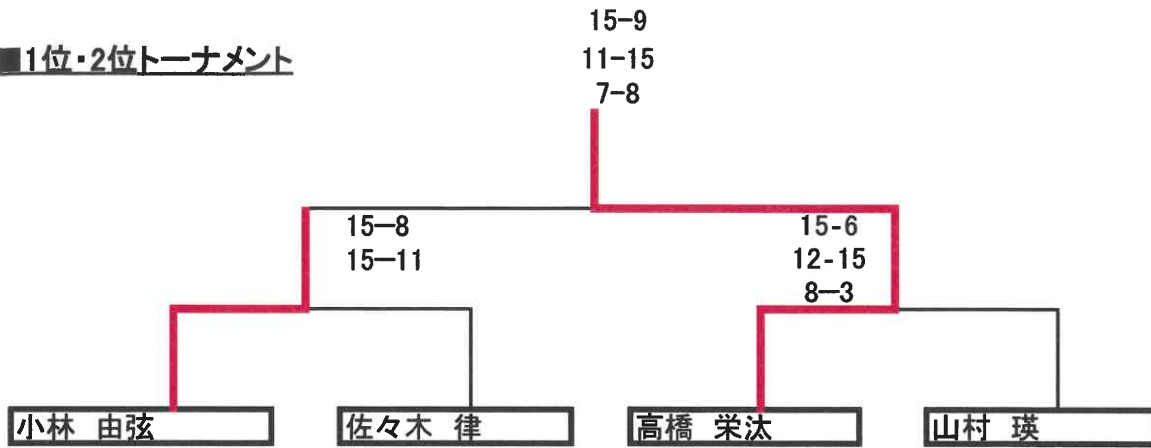 ■1位・2位トーナメント
15-9
11-15
7-8
15-8
15-11
15-6
12-15
8-3
小林 由弦
佐々木 律
高橋 栄汰
山村 瑛